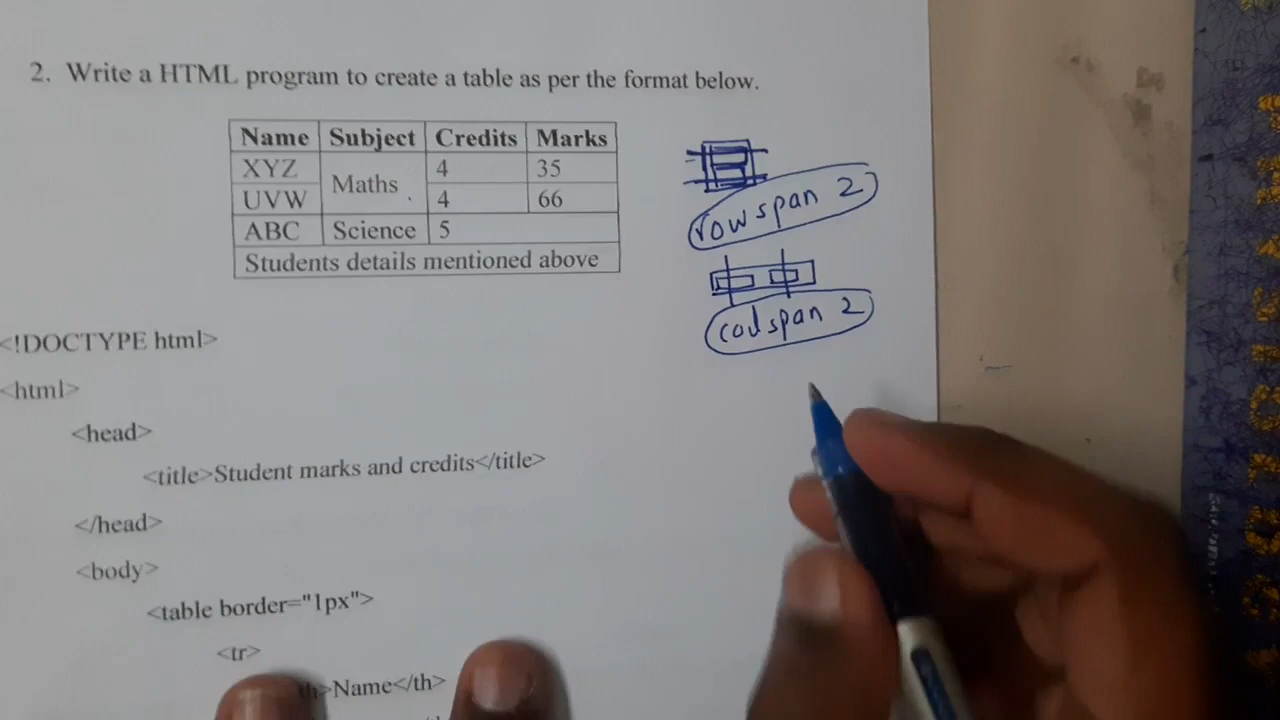 2. Write a HTML program to create a table as per the format below.
Name Subject Credits Marks
XYZ Maths 4 35
UVW 4 66
ABC Science 5
Students details mentioned above
rowspan 2
colspan 2
<!DOCTYPE html>
<html>
<head>
<title>Student marks and credits</title>
</head>
<body>
<table border="1px">
<tr>
>Name</th>